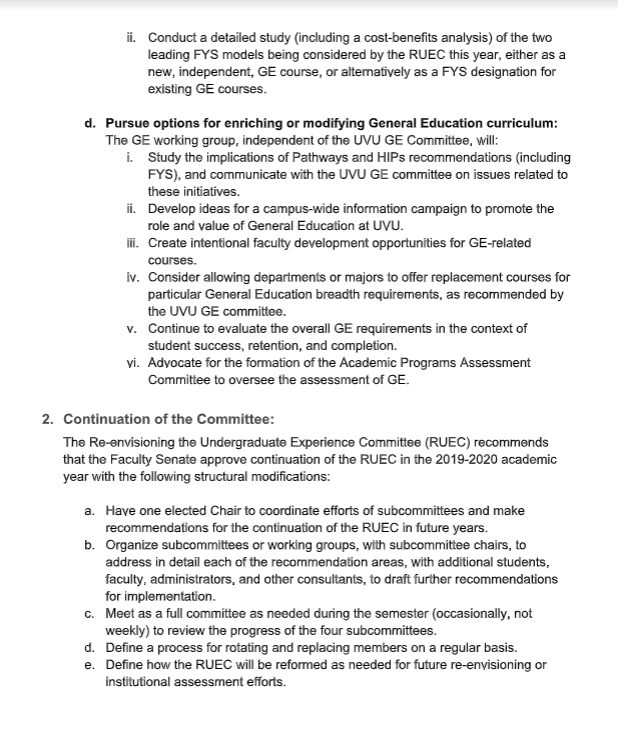 ii. Conduct a detailed study (including a cost-benefits analysis) of the two
leading FYS models being considered by the RUEC this year, either as a
new, independent, GE course, or alternatively as a FYS designation for
existing GE courses.
d. Pursue options for enriching or modifying General Education curriculum:
The GE working group, independent of the UVU GE Committee, will:
i. Study the implications of Pathways and HIPs recommendations (including
FYS), and communicate with the UVU GE committee on issues related to
these initiatives.
ii. Develop ideas for a campus-wide information campaign to promote the
role and value of General Education at UVU.
iii. Create intentional faculty development opportunities for GE-related
courses.
iv. Consider allowing departments or majors to offer replacement courses for
particular General Education breadth requirements, as recommended by
the UVU GE committee.
v. Continue to evaluate the overall GE requirements in the context of
student success, retention, and completion.
vi. Advocate for the formation of the Academic Programs Assessment
Committee to oversee the assessment of GE.
2. Continuation of the Committee:
The Re-envisioning the Undergraduate Experience Committee (RUEC) recommends
that the Faculty Senate approve continuation of the RUEC in the 2019-2020 academic
year with the following structural modifications:
a. Have one elected Chair to coordinate efforts of subcommittees and make
recommendations for the continuation of the RUEC in future years.
b. Organize subcommittees or working groups, with subcommittee chairs, to
address in detail each of the recommendation areas, with additional students,
faculty, administrators, and other consultants, to draft further recommendations
for implementation.
c. Meet as a full committee as needed during the semester (occasionally, not
weekly) to review the progress of the four subcommittees.
d. Define a process for rotating and replacing members on a regular basis.
e. Define how the RUEC will be reformed as needed for future re-envisioning or
institutional assessment efforts.